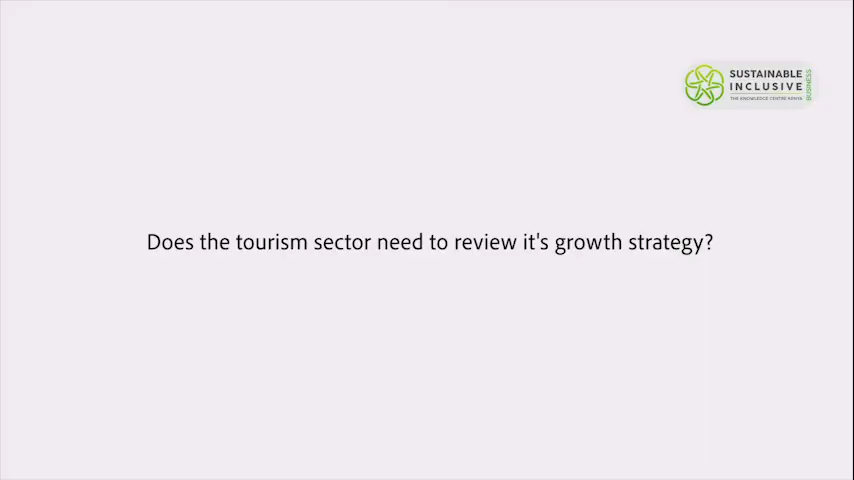 SUSTAINABLE
INCLUSIVE
BUSINESS
THE KNOWLEDGE CENTRE KENYA
Does the tourism sector need to review it's growth strategy?